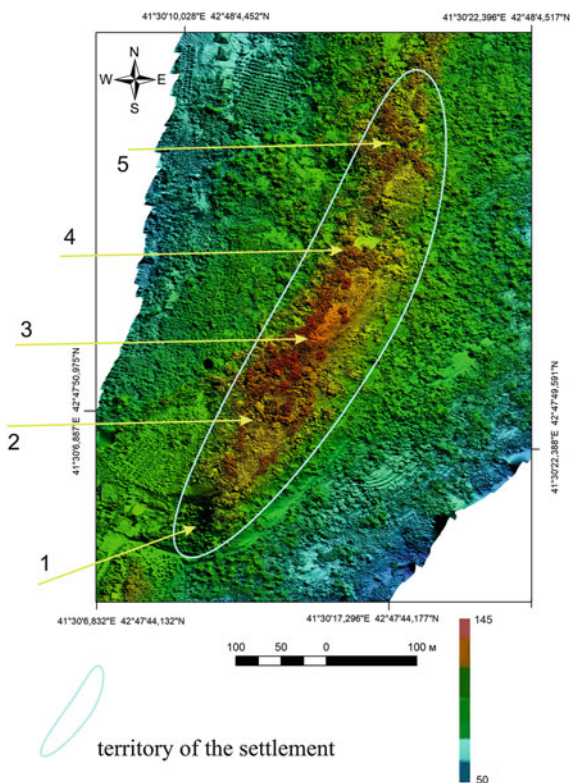 41°30'10,028"E 42°48'4,452"N
41°30'22,396"E 42°48'4,517"N
N
W E
S
5
4
3
2
1
41°30'6,887"E 42°47'50,975"N
41°30'22,388"E 42°47'49,591"N
41°30'6,832"E 42°47'44,132"N
41°30'17,296"E 42°47'44,177"N
100 50 0 100 м
145
50
territory of the settlement